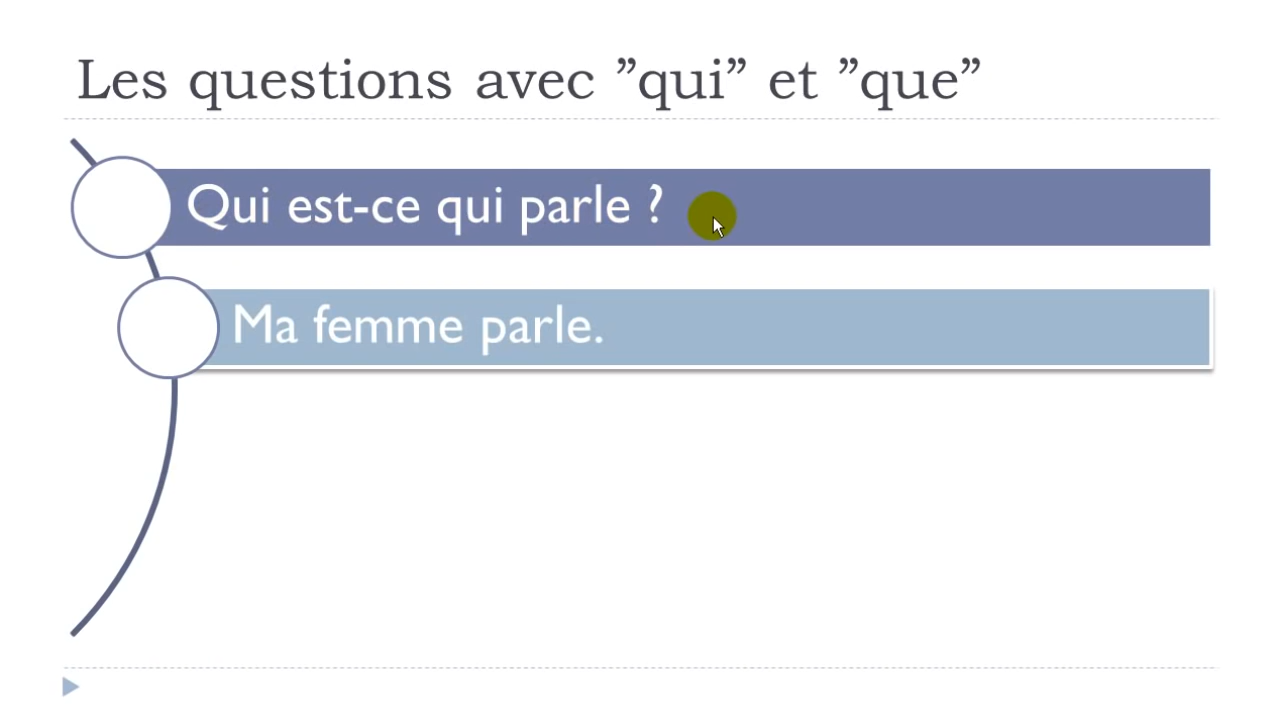 Les questions avec ”qui” et ”que”
Qui est-ce qui parle ?
Ma femme parle.